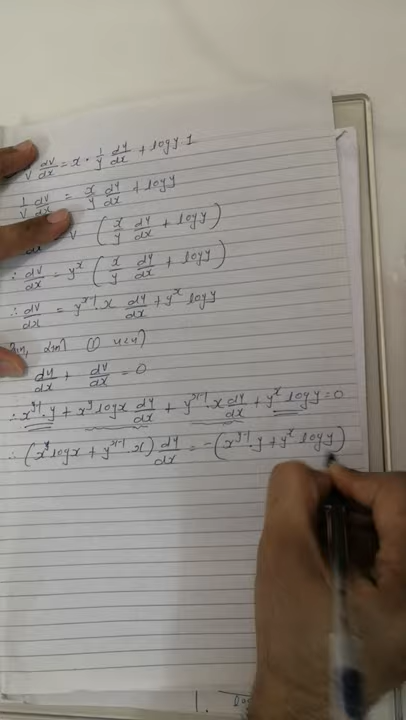 1/v dv/dx = x · 1/y dy/dx + log y · 1
1/v dv/dx = x/y dy/dx + log y
= v (x/y dy/dx + log y)
∴ dv/dx = y^x (x/y dy/dx + log y)
∴ dv/dx = y^(x-1) · x dy/dx + y^x log y
du/dx + dv/dx = 0
∴ x^(y-1) · y + x^y log x dy/dx + y^(x-1) · x dy/dx + y^x log y = 0
∴ (x^y log x + y^(x-1) · x) dy/dx = -(x^(y-1) · y + y^x · log y)
1.